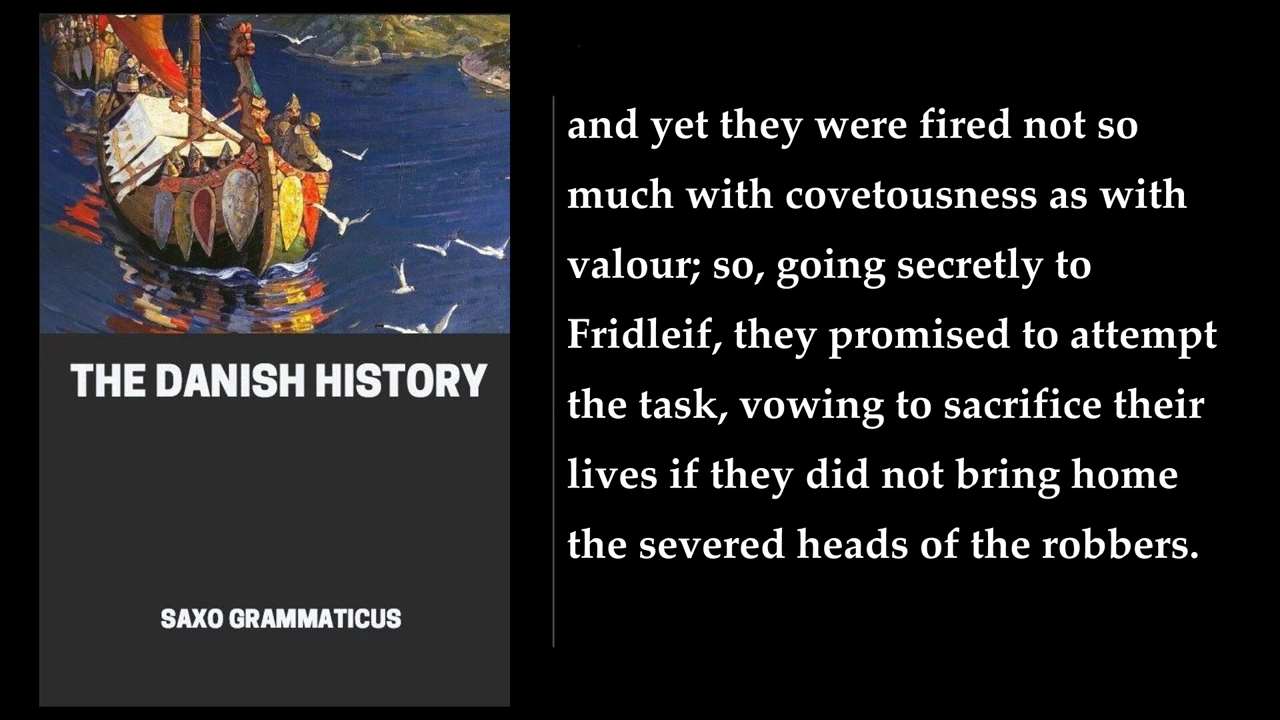 THE DANISH HISTORY
SAXO GRAMMATICUS
and yet they were fired not so
much with covetousness as with
valour; so, going secretly to
Fridleif, they promised to attempt
the task, vowing to sacrifice their
lives if they did not bring home
the severed heads of the robbers.